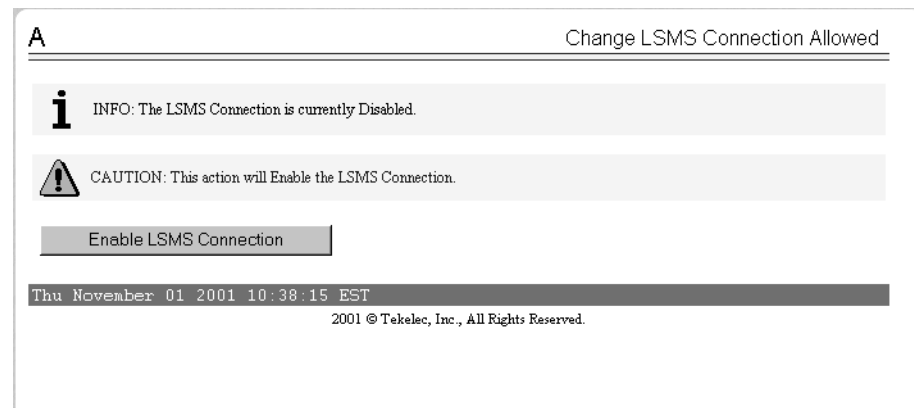 A
Change LSMS Connection Allowed
i INFO: The LSMS Connection is currently Disabled.
! CAUTION: This action will Enable the LSMS Connection.
Enable LSMS Connection
Thu November 01 2001 10:38:15 EST
2001 © Tekelec, Inc., All Rights Reserved.